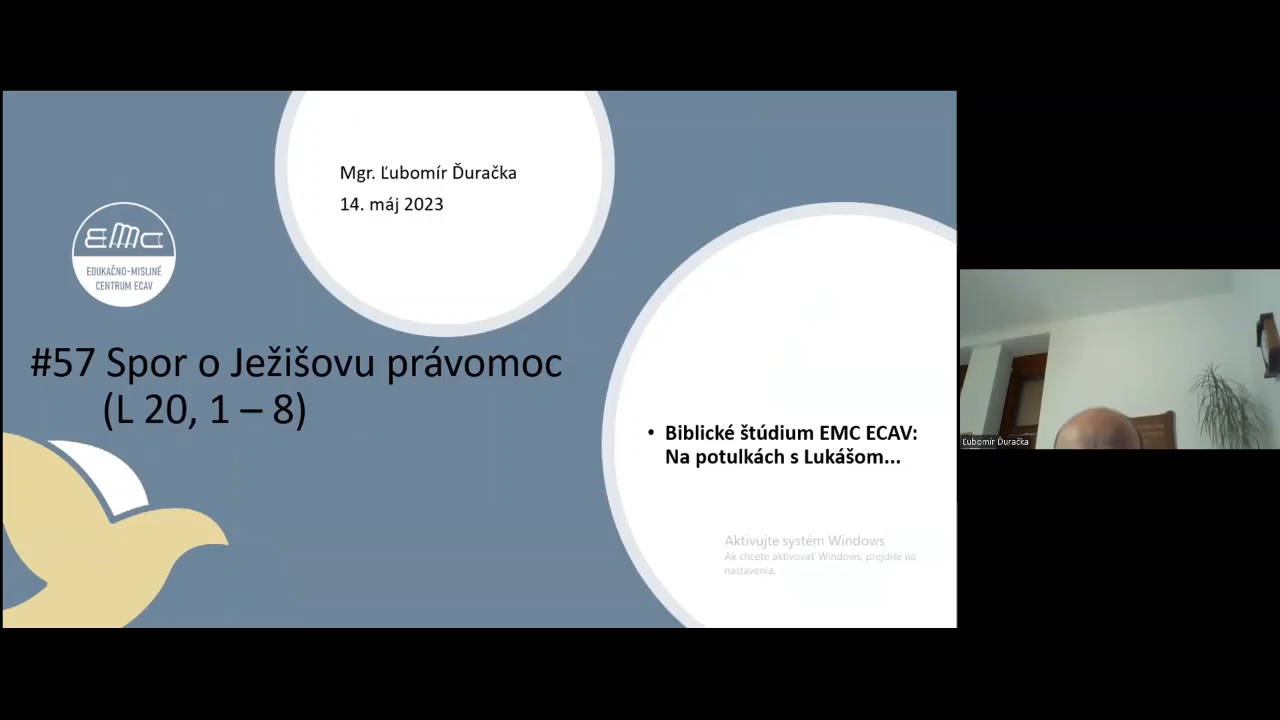 Mgr. Ľubomír Ďuračka
14. máj 2023
EMC
EDUKAČNO-MISIJNÉ
CENTRUM ECAV
#57 Spor o Ježišovu právomoc
(L 20, 1 – 8)
• Biblické štúdium EMC ECAV:
Na potulkách s Lukášom...
Aktivujte systém Windows
Ak chcete aktivovať Windows, prejdite na
nastavenia.
Ľubomír Ďuračka